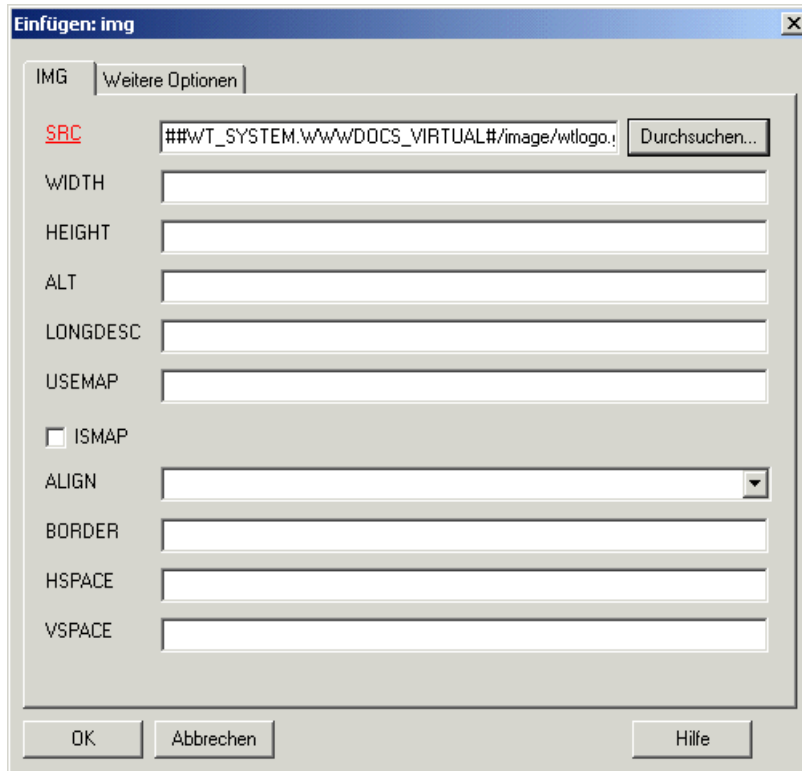 Einfügen: img
IMG Weitere Optionen
SRC ##WT_SYSTEM.WWWDOCS_VIRTUAL#/image/wtlogo.g Durchsuchen...
WIDTH
HEIGHT
ALT
LONGDESC
USEMAP
ISMAP
ALIGN
BORDER
HSPACE
VSPACE
OK Abbrechen Hilfe